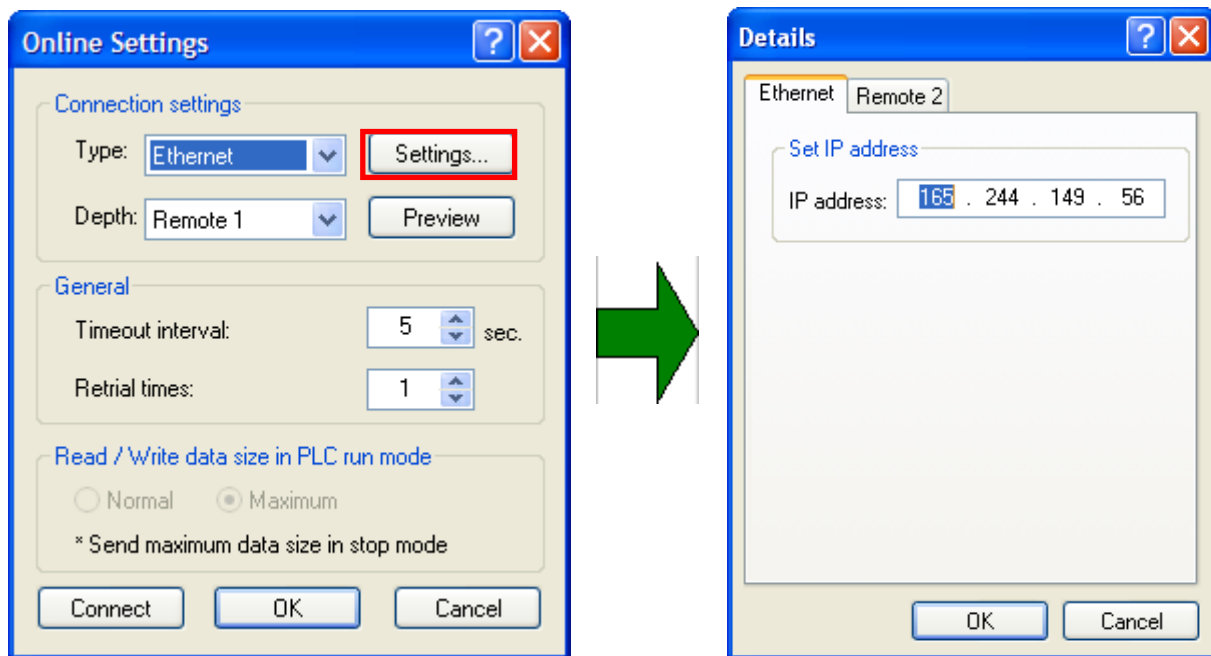 Online Settings
Connection settings
Type: Ethernet Settings...
Depth: Remote 1 Preview
General
Timeout interval: 5 sec.
Retrial times: 1
Read / Write data size in PLC run mode
Normal Maximum
* Send maximum data size in stop mode
Connect OK Cancel
Details
Ethernet Remote 2
Set IP address
IP address: 165 . 244 . 149 . 56
OK Cancel